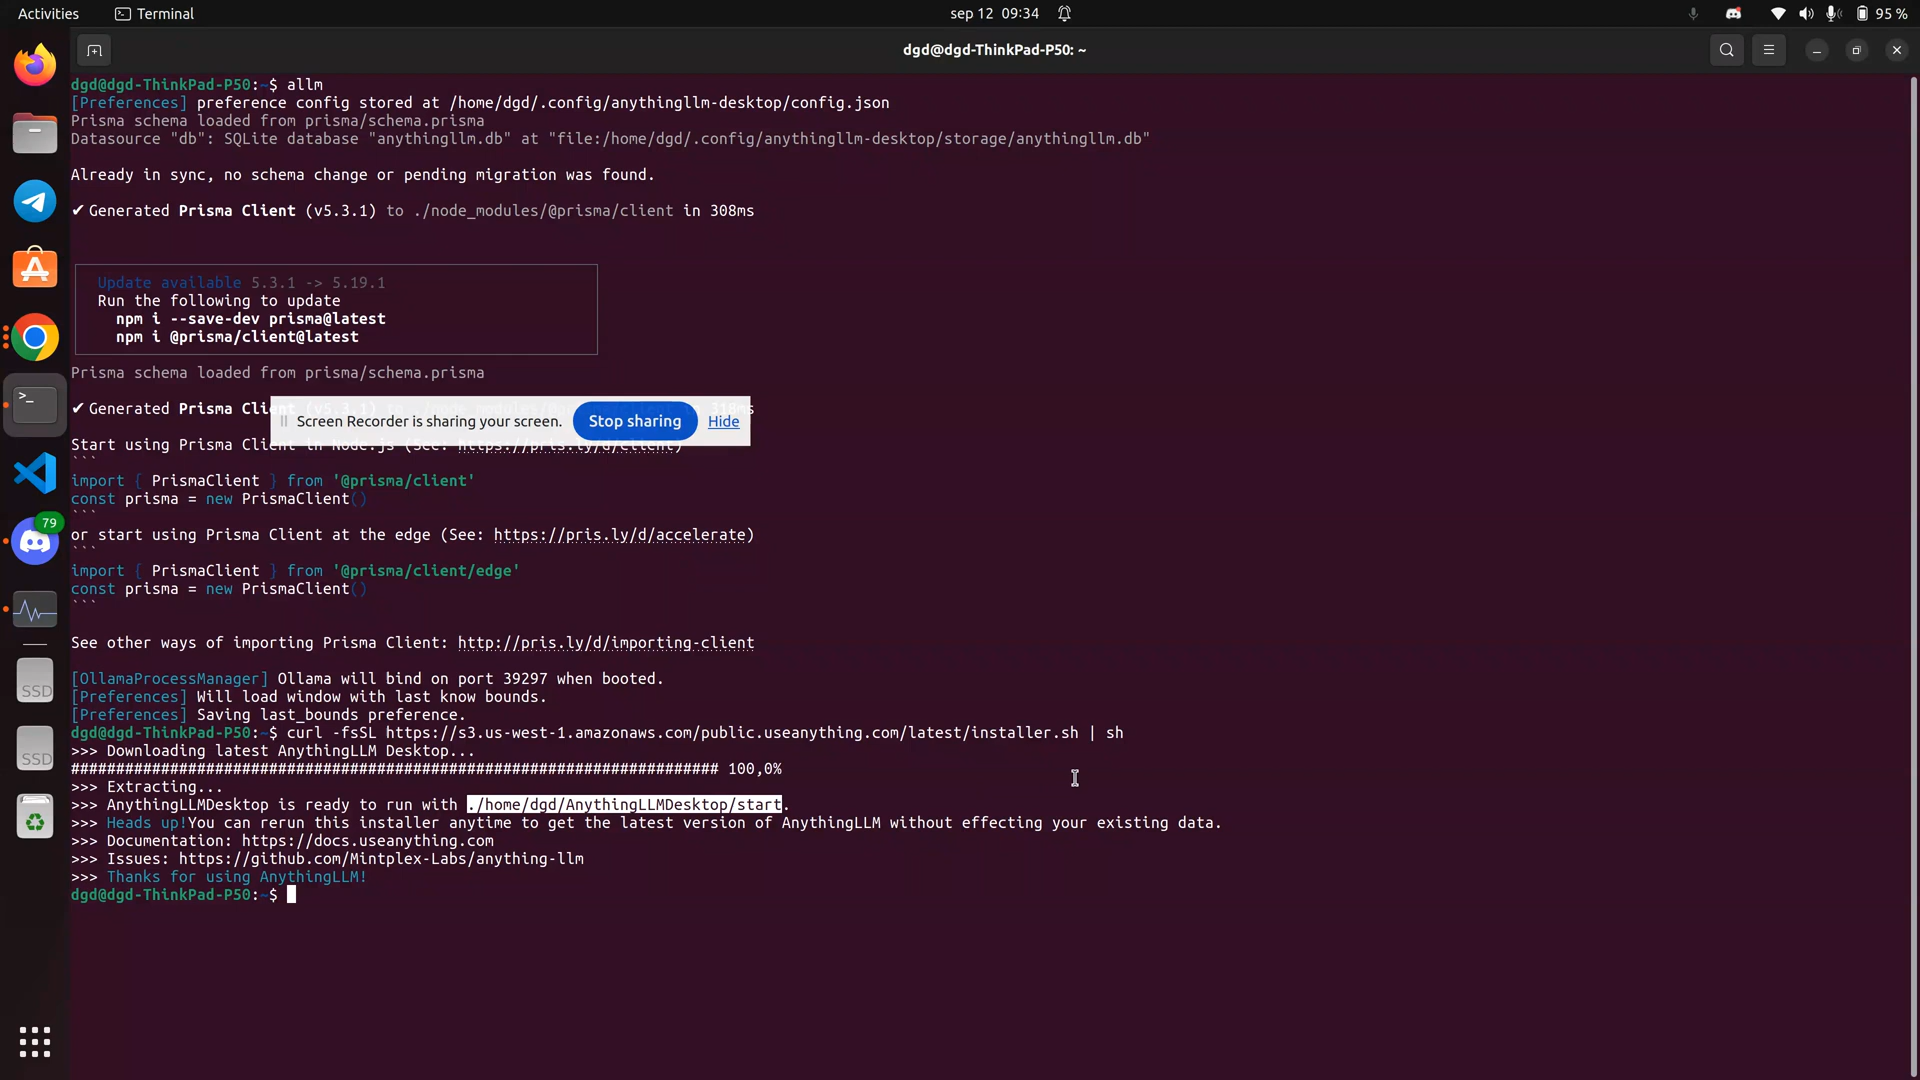 Activities
Terminal
sep 12 09:34
95 %
dgd@dgd-ThinkPad-P50: ~
dgd@dgd-ThinkPad-P50:~$ allm
[Preferences] preference config stored at /home/dgd/.config/anythingllm-desktop/config.json
Prisma schema loaded from prisma/schema.prisma
Datasource "db": SQLite database "anythingllm.db" at "file:/home/dgd/.config/anythingllm-desktop/storage/anythingllm.db"
Already in sync, no schema change or pending migration was found.
✔ Generated Prisma Client (v5.3.1) to ./node_modules/@prisma/client in 308ms
Update available 5.3.1 -> 5.19.1
Run the following to update
npm i --save-dev prisma@latest
npm i @prisma/client@latest
Prisma schema loaded from prisma/schema.prisma
✔ Generated Prisma Client
Screen Recorder is sharing your screen.
Stop sharing
Hide
Start using Prisma Client in Node.js (See: https://pris.ly/d/client)
```
import { PrismaClient } from '@prisma/client'
const prisma = new PrismaClient()
```
or start using Prisma Client at the edge (See: https://pris.ly/d/accelerate)
```
import { PrismaClient } from '@prisma/client/edge'
const prisma = new PrismaClient()
```
See other ways of importing Prisma Client: http://pris.ly/d/importing-client
[OllamaProcessManager] Ollama will bind on port 39297 when booted.
[Preferences] Will load window with last know bounds.
[Preferences] Saving last_bounds preference.
dgd@dgd-ThinkPad-P50:~$ curl -fsSL https://s3.us-west-1.amazonaws.com/public.useanything.com/latest/installer.sh | sh
>>> Downloading latest AnythingLLM Desktop...
######################################################################## 100,0%
>>> Extracting...
>>> AnythingLLMDesktop is ready to run with ./home/dgd/AnythingLLMDesktop/start.
>>> Heads up!You can rerun this installer anytime to get the latest version of AnythingLLM without effecting your existing data.
>>> Documentation: https://docs.useanything.com
>>> Issues: https://github.com/Mintplex-Labs/anything-llm
>>> Thanks for using AnythingLLM!
dgd@dgd-ThinkPad-P50:~$
79
SSD
SSD